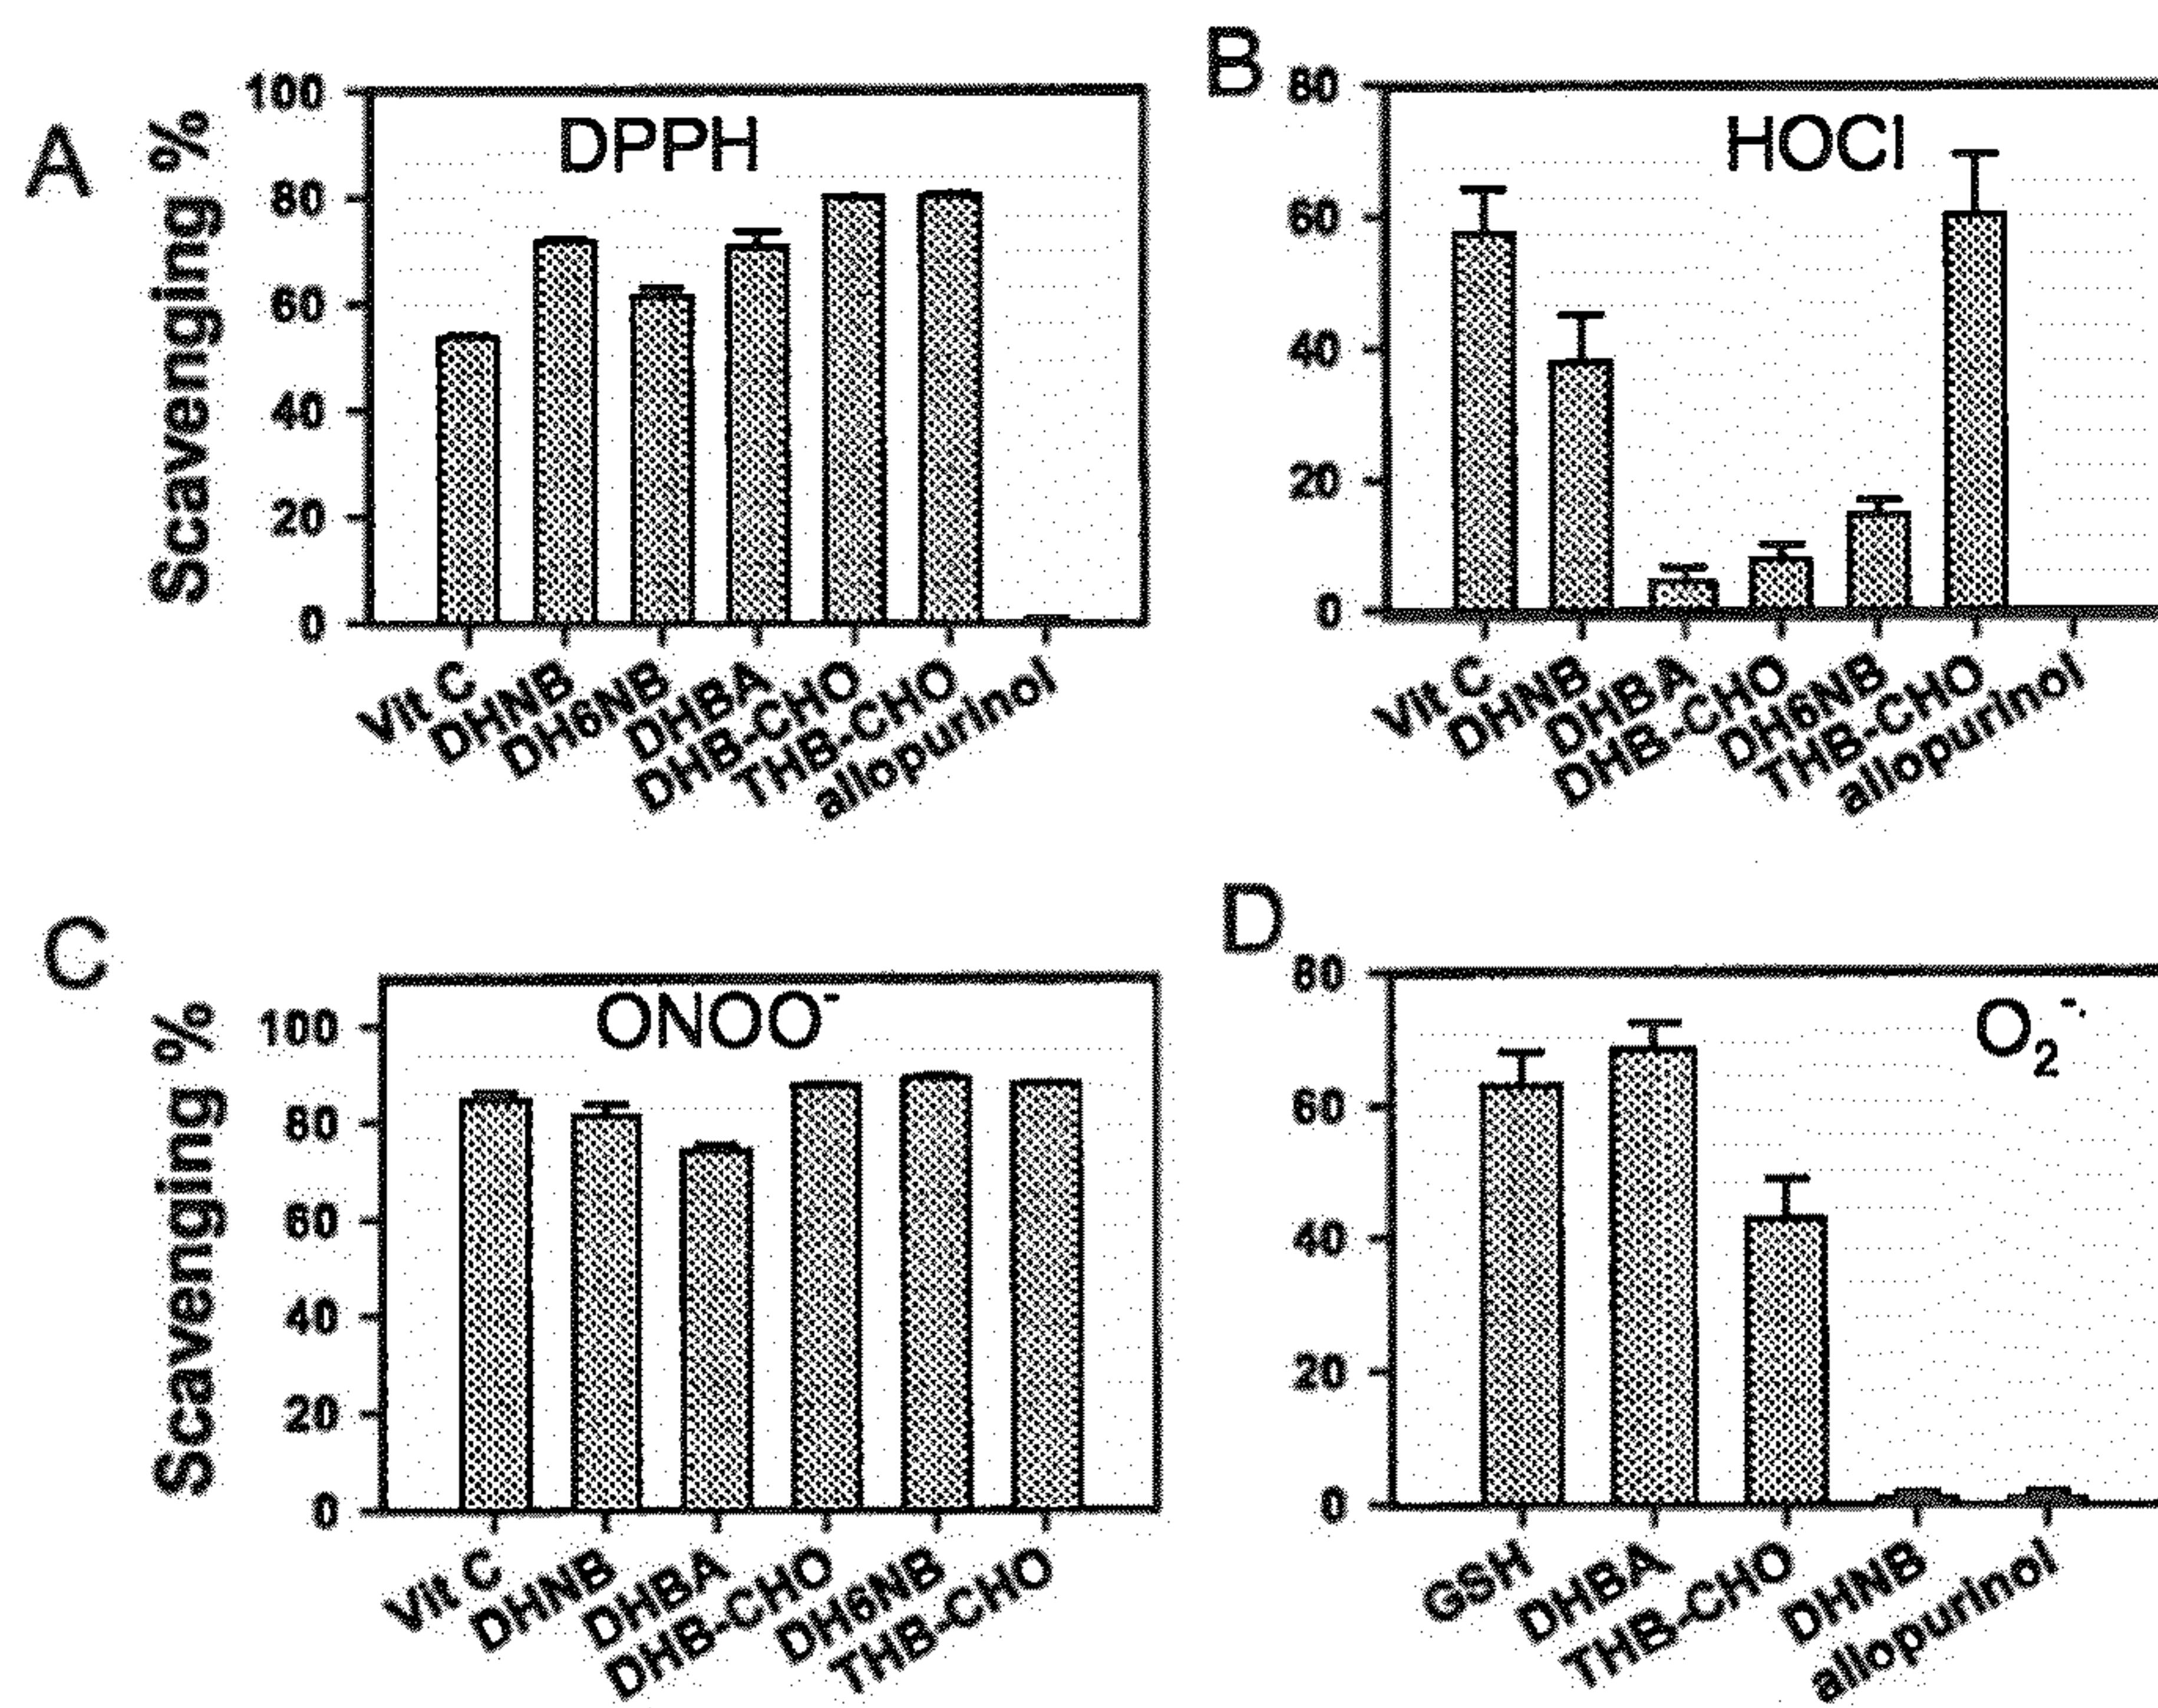 A
Scavenging %
100
80
60
40
20
0
DPPH
Vit C
DHNB
DH6NB
DHBA
DHB-CHO
THB-CHO
allopurinol
B
80
60
40
20
0
HOCl
Vit C
DHNB
DHBA
DHB-CHO
DH6NB
THB-CHO
allopurinol
C
Scavenging %
100
80
60
40
20
0
ONOO⁻
Vit C
DHNB
DHBA
DHB-CHO
DH6NB
THB-CHO
D
80
60
40
20
0
O₂⁻·
GSH
DHBA
THB-CHO
DHNB
allopurinol